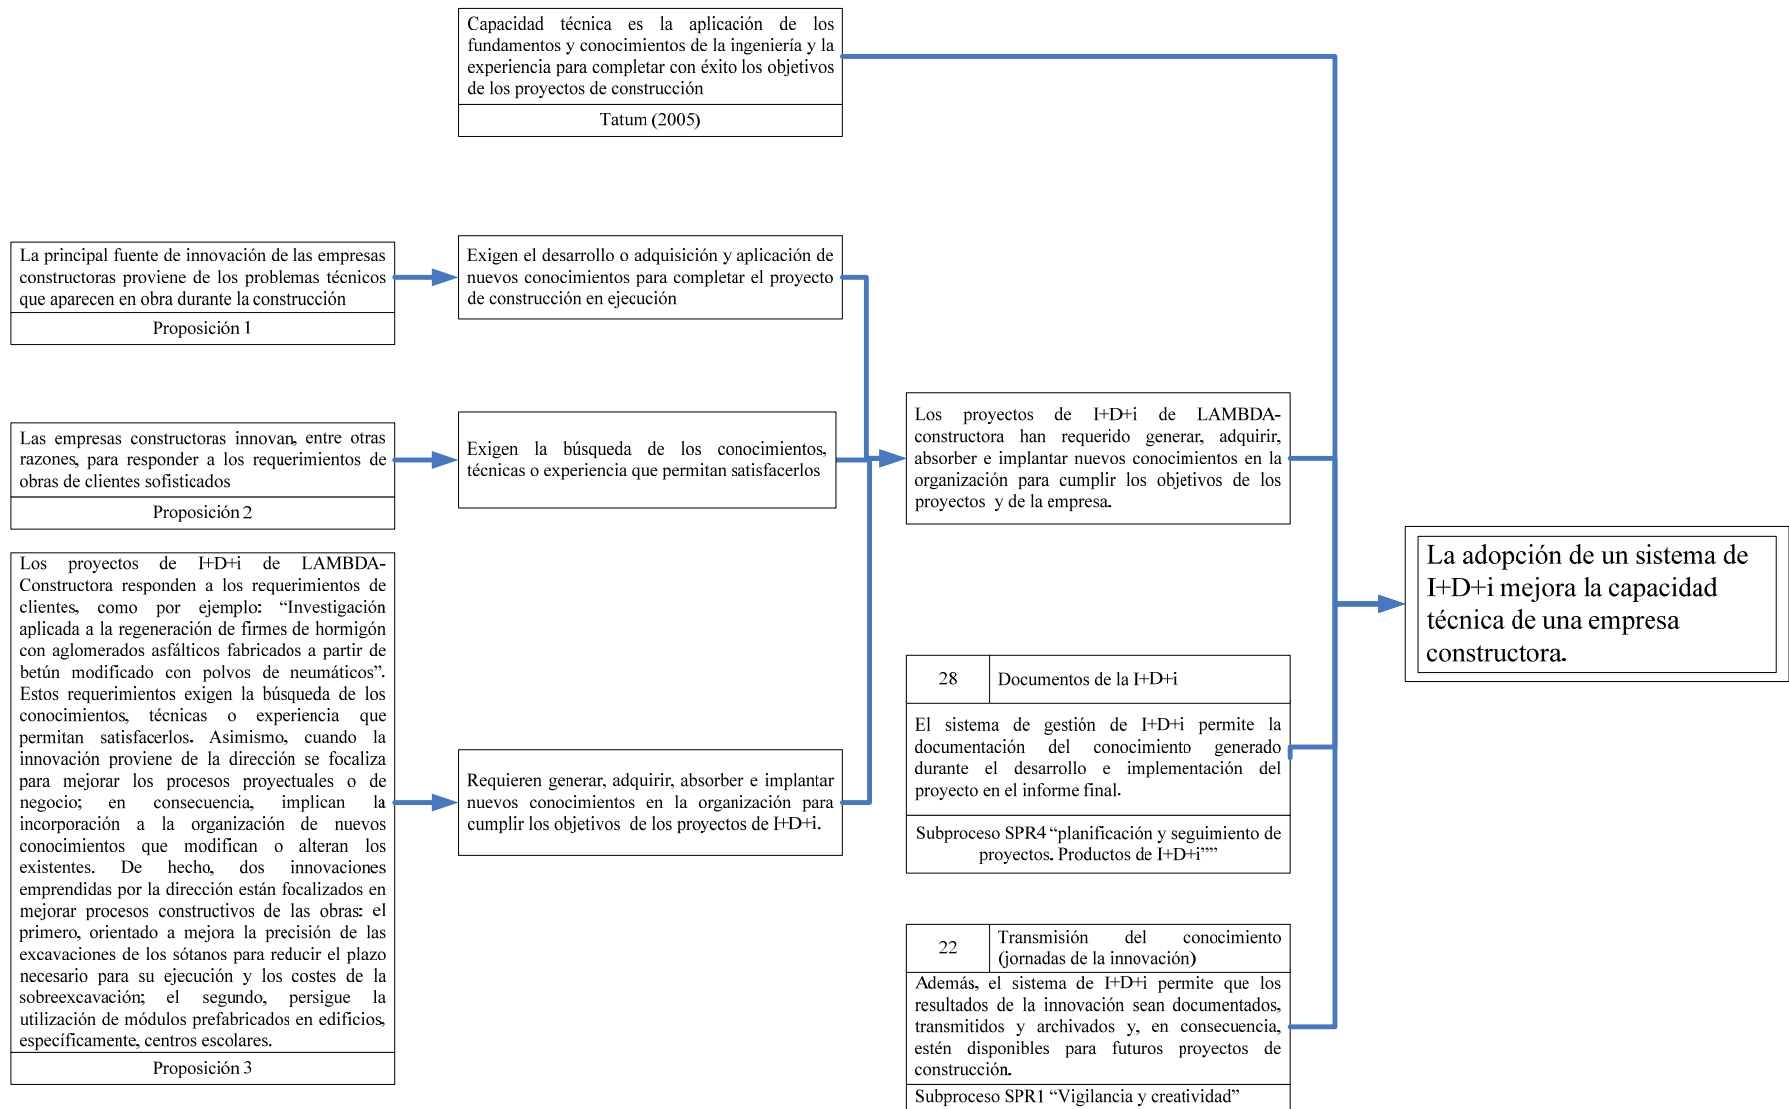 Capacidad técnica es la aplicación de los
fundamentos y conocimientos de la ingeniería y la
experiencia para completar con éxito los objetivos
de los proyectos de construcción
Tatum (2005)
La principal fuente de innovación de las empresas
constructoras proviene de los problemas técnicos
que aparecen en obra durante la construcción
Proposición 1
Exigen el desarrollo o adquisición y aplicación de
nuevos conocimientos para completar el proyecto
de construcción en ejecución
Las empresas constructoras innovan, entre otras
razones, para responder a los requerimientos de
obras de clientes sofisticados
Proposición 2
Exigen la búsqueda de los conocimientos,
técnicas o experiencia que permitan satisfacerlos
Los proyectos de I+D+i de LAMBDA-
Constructora responden a los requerimientos de
clientes, como por ejemplo: “Investigación
aplicada a la regeneración de firmes de hormigón
con aglomerados asfálticos fabricados a partir de
betún modificado con polvos de neumáticos”.
Estos requerimientos exigen la búsqueda de los
conocimientos, técnicas o experiencia que
permitan satisfacerlos. Asimismo, cuando la
innovación proviene de la dirección se focaliza
para mejorar los procesos proyectuales o de
negocio; en consecuencia, implican la
incorporación a la organización de nuevos
conocimientos que modifican o alteran los
existentes. De hecho, dos innovaciones
emprendidas por la dirección están focalizados en
mejorar procesos constructivos de las obras: el
primero, orientado a mejora la precisión de las
excavaciones de los sótanos para reducir el plazo
necesario para su ejecución y los costes de la
sobreexcavación; el segundo, persigue la
utilización de módulos prefabricados en edificios,
específicamente, centros escolares.
Proposición 3
Requieren generar, adquirir, absorber e implantar
nuevos conocimientos en la organización para
cumplir los objetivos de los proyectos de I+D+i.
Los proyectos de I+D+i de LAMBDA-
constructora han requerido generar, adquirir,
absorber e implantar nuevos conocimientos en la
organización para cumplir los objetivos de los
proyectos y de la empresa.
28 Documentos de la I+D+i
El sistema de gestión de I+D+i permite la
documentación del conocimiento generado
durante el desarrollo e implementación del
proyecto en el informe final.
Subproceso SPR4 “planificación y seguimiento de
proyectos. Productos de I+D+i””
22 Transmisión del conocimiento
(jornadas de la innovación)
Además, el sistema de I+D+i permite que los
resultados de la innovación sean documentados,
transmitidos y archivados y, en consecuencia,
estén disponibles para futuros proyectos de
construcción.
Subproceso SPR1 “Vigilancia y creatividad”
La adopción de un sistema de
I+D+i mejora la capacidad
técnica de una empresa
constructora.